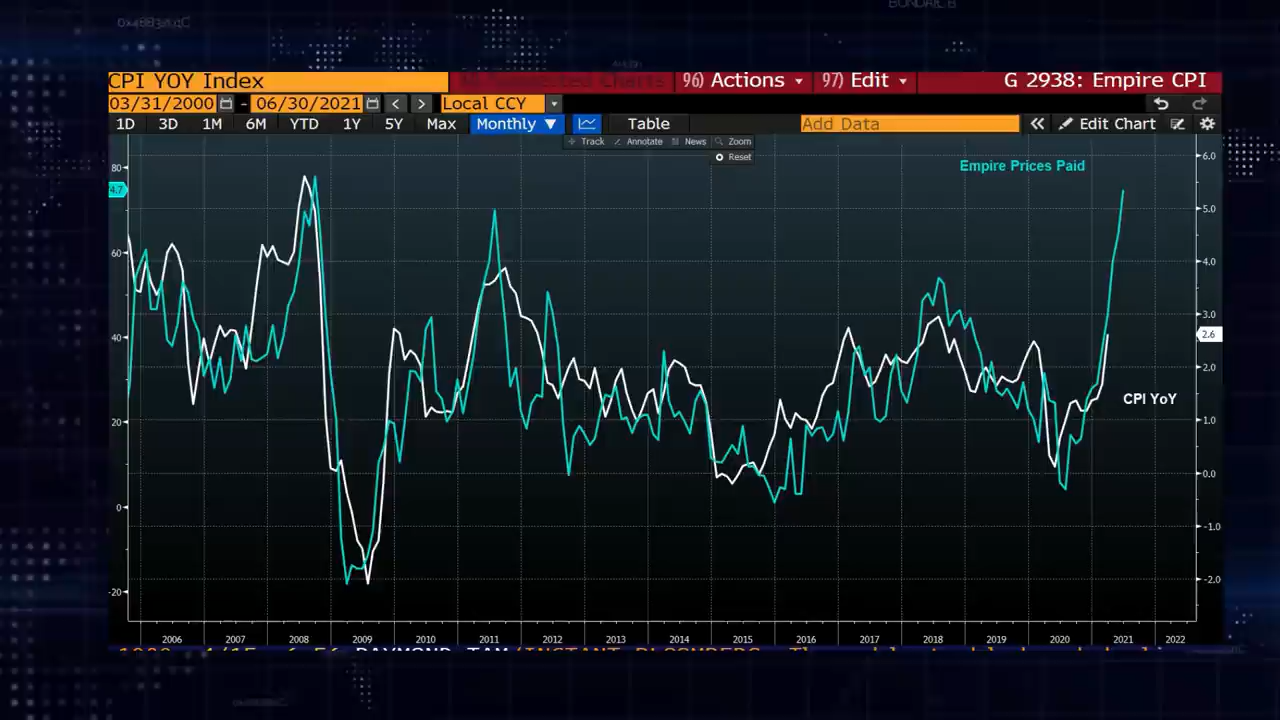 CPI YOY Index
96) Actions
97) Edit
G 2938: Empire CPI
03/31/2000 - 06/30/2021 < > Local CCY
1D 3D 1M 6M YTD 1Y 5Y Max Monthly ▼ Table
Add Data
« Edit Chart
Track Annotate News Zoom
Reset
Empire Prices Paid
CPI YoY
80
60
40
20
0
-20
4.7
6.0
5.0
4.0
3.0
2.6
2.0
1.0
0.0
-1.0
-2.0
2006 2007 2008 2009 2010 2011 2012 2013 2014 2015 2016 2017 2018 2019 2020 2021 2022